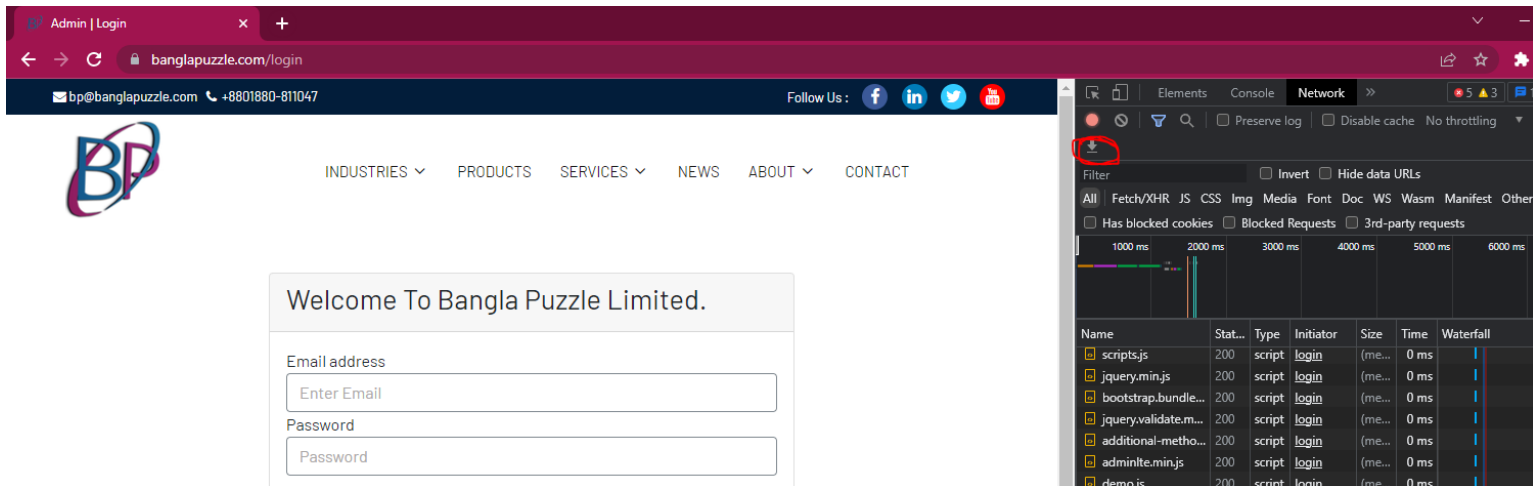 Admin | Login
banglapuzzle.com/login
bp@banglapuzzle.com +8801880-811047
Follow Us :
in
You Tube
BP
INDUSTRIES PRODUCTS SERVICES NEWS ABOUT CONTACT
Welcome To Bangla Puzzle Limited.
Email address
Enter Email
Password
Password
Elements Console Network » 5 3
Preserve log Disable cache No throttling
Filter Invert Hide data URLs
All Fetch/XHR JS CSS Img Media Font Doc WS Wasm Manifest Other
Has blocked cookies Blocked Requests 3rd-party requests
1000 ms 2000 ms 3000 ms 4000 ms 5000 ms 6000 ms
Name Stat... Type Initiator Size Time Waterfall
scripts.js 200 script login (me... 0 ms
jquery.min.js 200 script login (me... 0 ms
bootstrap.bundle... 200 script login (me... 0 ms
jquery.validate.m... 200 script login (me... 0 ms
additional-metho... 200 script login (me... 0 ms
adminlte.min.js 200 script login (me... 0 ms
demo.js 200 script login (me... 0 ms